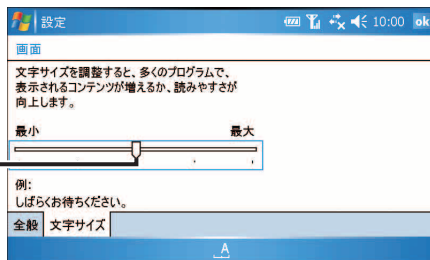 設定 10:00 ok
画面
文字サイズを調整すると、多くのプログラムで、
表示されるコンテンツが増えるか、読みやすさが
向上します。
最小 最大
例:
しばらくお待ちください。
全般 文字サイズ
A